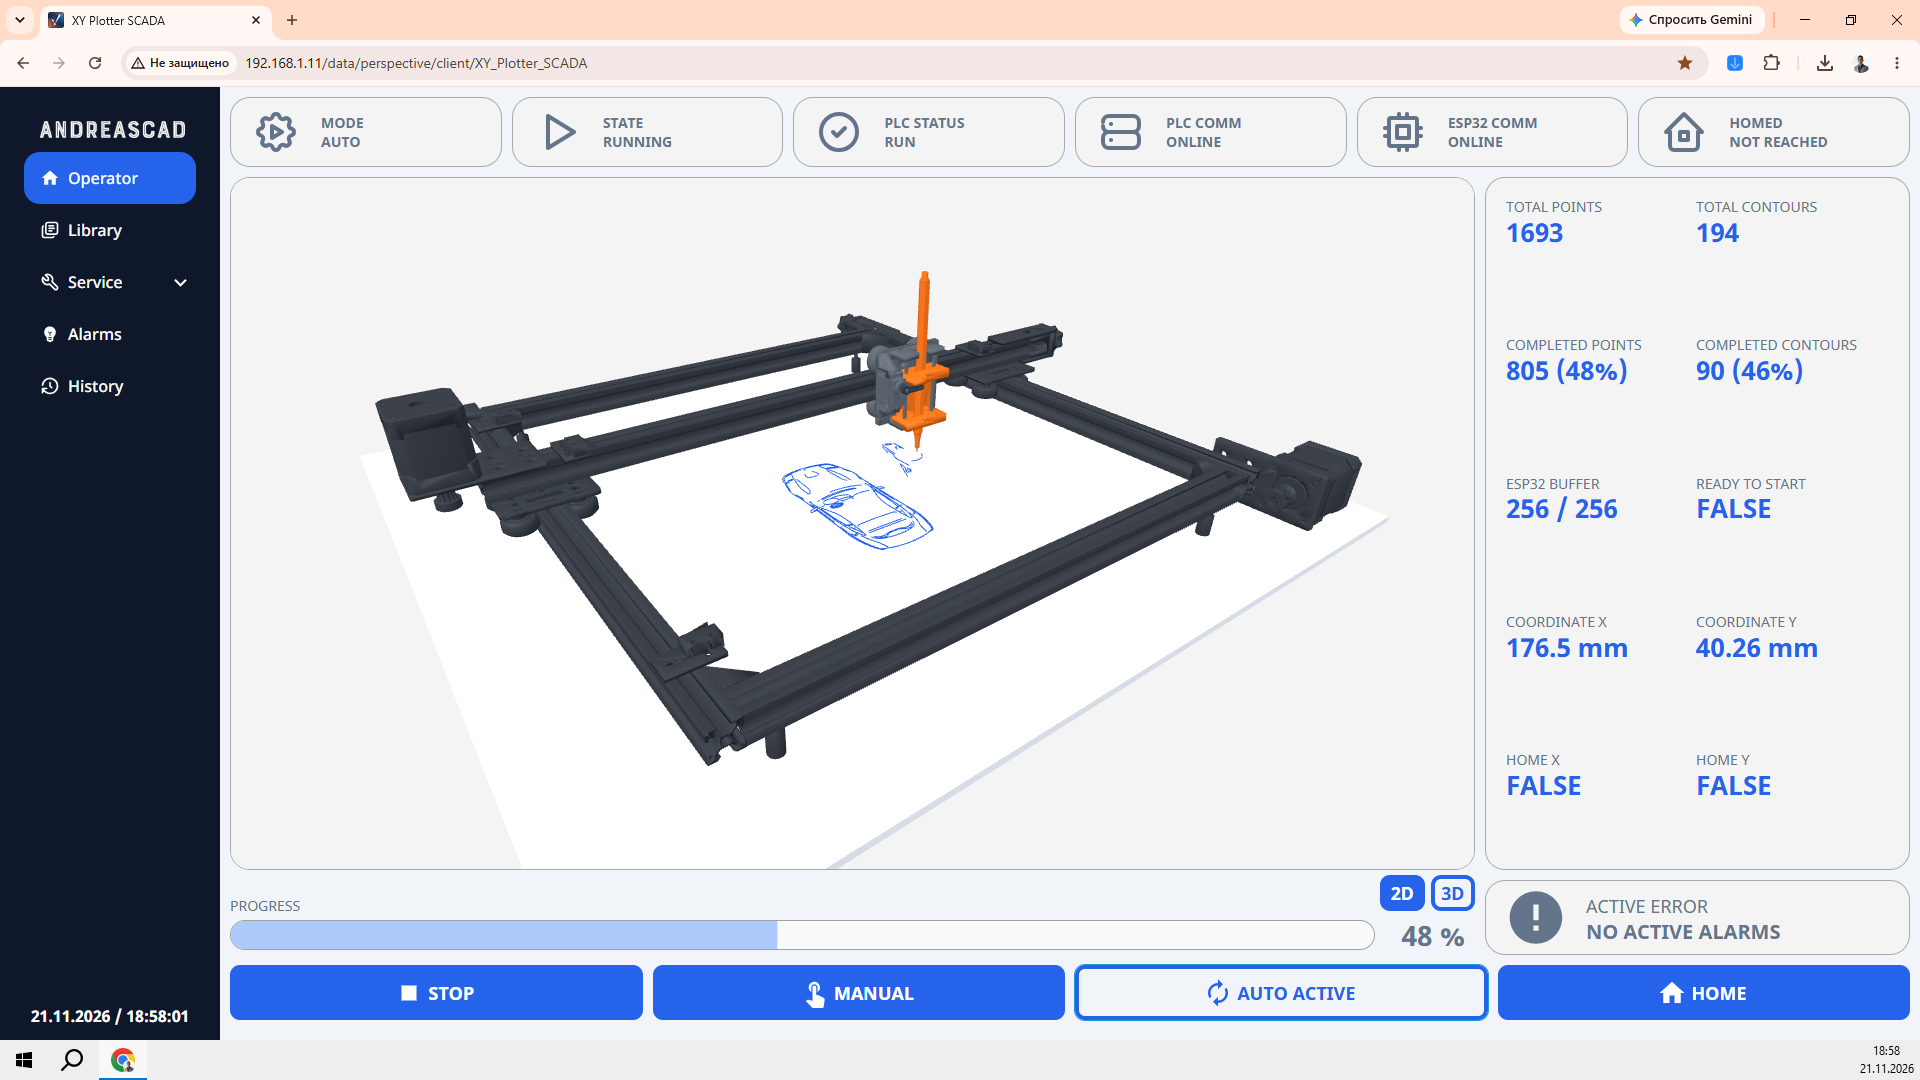 XY Plotter SCADA
Спросить Gemini
Не защищено
192.168.1.11/data/perspective/client/XY_Plotter_SCADA
ANDREASCAD
Operator
Library
Service
Alarms
History
21.11.2026 / 18:58:01
MODE
AUTO
STATE
RUNNING
PLC STATUS
RUN
PLC COMM
ONLINE
ESP32 COMM
ONLINE
HOMED
NOT REACHED
TOTAL POINTS
1693
TOTAL CONTOURS
194
COMPLETED POINTS
805 (48%)
COMPLETED CONTOURS
90 (46%)
ESP32 BUFFER
256 / 256
READY TO START
FALSE
COORDINATE X
176.5 mm
COORDINATE Y
40.26 mm
HOME X
FALSE
HOME Y
FALSE
2D
3D
PROGRESS
48 %
ACTIVE ERROR
NO ACTIVE ALARMS
STOP
MANUAL
AUTO ACTIVE
HOME
18:58
21.11.2026